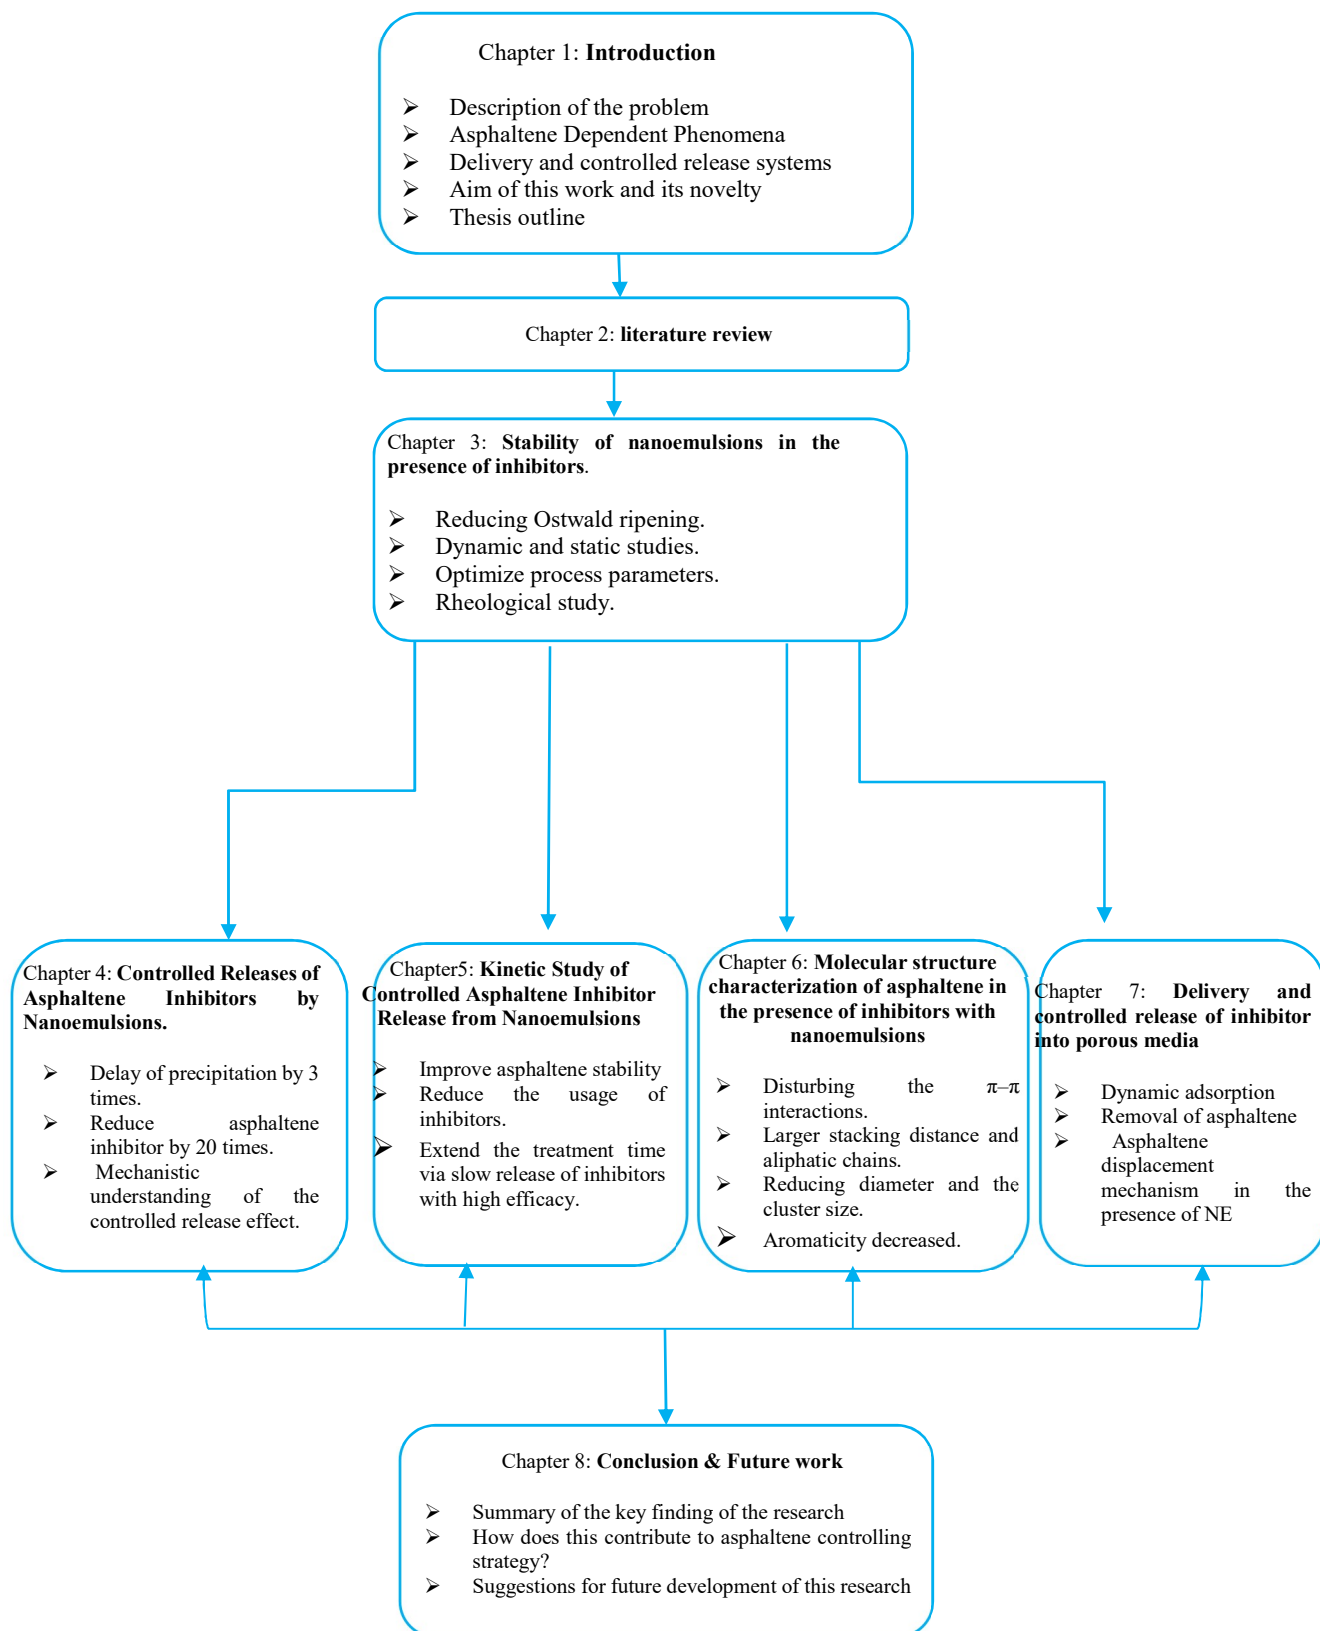 Chapter 1: Introduction
➢ Description of the problem
➢ Asphaltene Dependent Phenomena
➢ Delivery and controlled release systems
➢ Aim of this work and its novelty
➢ Thesis outline
Chapter 2: literature review
Chapter 3: Stability of nanoemulsions in the
presence of inhibitors.
➢ Reducing Ostwald ripening.
➢ Dynamic and static studies.
➢ Optimize process parameters.
➢ Rheological study.
Chapter 4: Controlled Releases of
Asphaltene Inhibitors by
Nanoemulsions.
➢ Delay of precipitation by 3
times.
➢ Reduce asphaltene
inhibitor by 20 times.
➢ Mechanistic
understanding of the
controlled release effect.
Chapter5: Kinetic Study of
Controlled Asphaltene Inhibitor
Release from Nanoemulsions
➢ Improve asphaltene stability
➢ Reduce the usage of
inhibitors.
➢ Extend the treatment time
via slow release of inhibitors
with high efficacy.
Chapter 6: Molecular structure
characterization of asphaltene in
the presence of inhibitors with
nanoemulsions
➢ Disturbing the π–π
interactions.
➢ Larger stacking distance and
aliphatic chains.
➢ Reducing diameter and the
cluster size.
➢ Aromaticity decreased.
Chapter 7: Delivery and
controlled release of inhibitor
into porous media
➢ Dynamic adsorption
➢ Removal of asphaltene
➢ Asphaltene
displacement
mechanism in the
presence of NE
Chapter 8: Conclusion & Future work
➢ Summary of the key finding of the research
➢ How does this contribute to asphaltene controlling
strategy?
➢ Suggestions for future development of this research